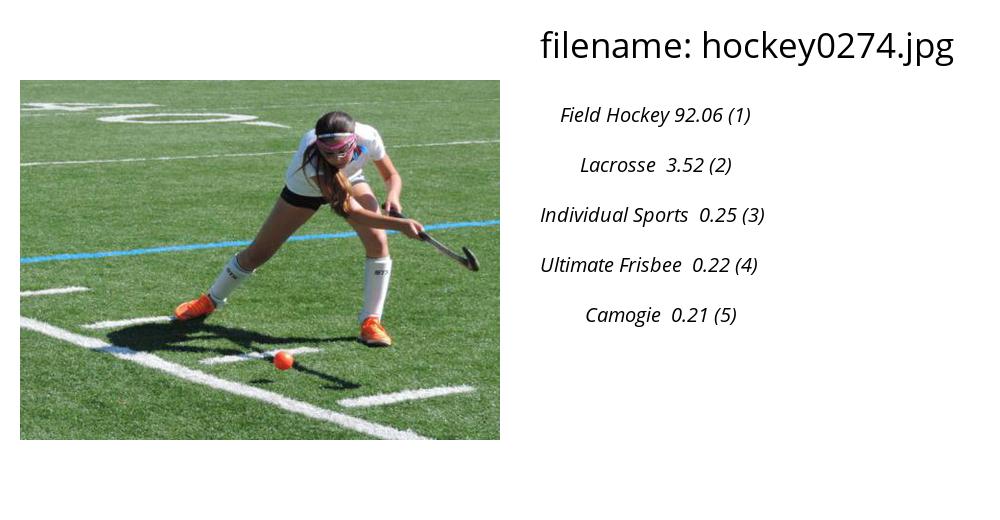 filename: hockey0274.jpg
Field Hockey 92.06 (1)
Lacrosse 3.52 (2)
Individual Sports 0.25 (3)
Ultimate Frisbee 0.22 (4)
Camogie 0.21 (5)